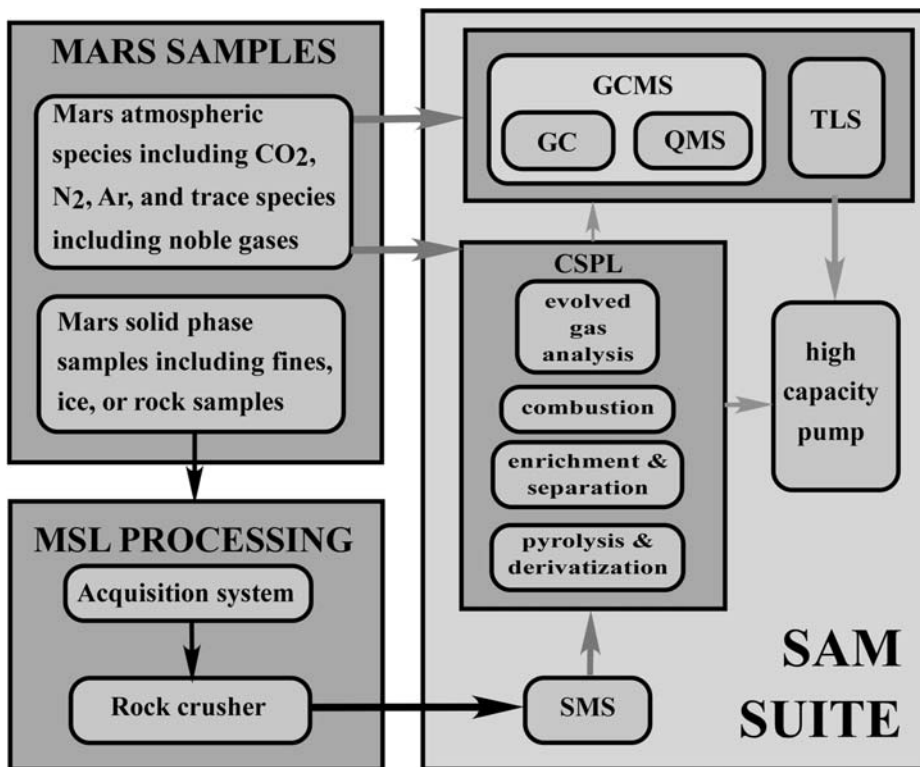 MARS SAMPLES
Mars atmospheric
species including CO2,
N2, Ar, and trace species
including noble gases
Mars solid phase
samples including fines,
ice, or rock samples
MSL PROCESSING
Acquisition system
Rock crusher
GCMS
GC
QMS
TLS
CSPL
evolved
gas
analysis
combustion
enrichment &
separation
pyrolysis &
derivatization
high
capacity
pump
SMS
SAM
SUITE